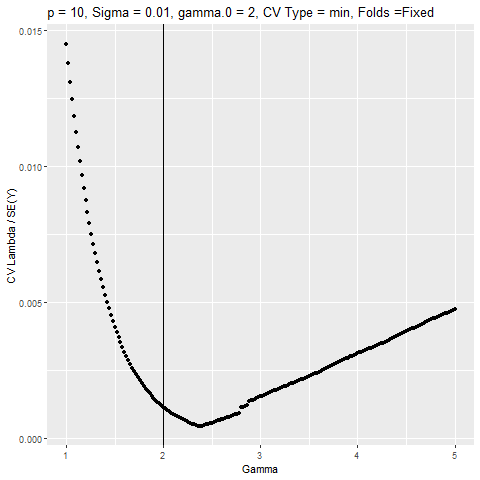 p = 10, Sigma = 0.01, gamma.0 = 2, CV Type = min, Folds =Fixed
0.015
0.010
0.005
0.000
CV Lambda / SE(Y)
1 2 3 4 5
Gamma